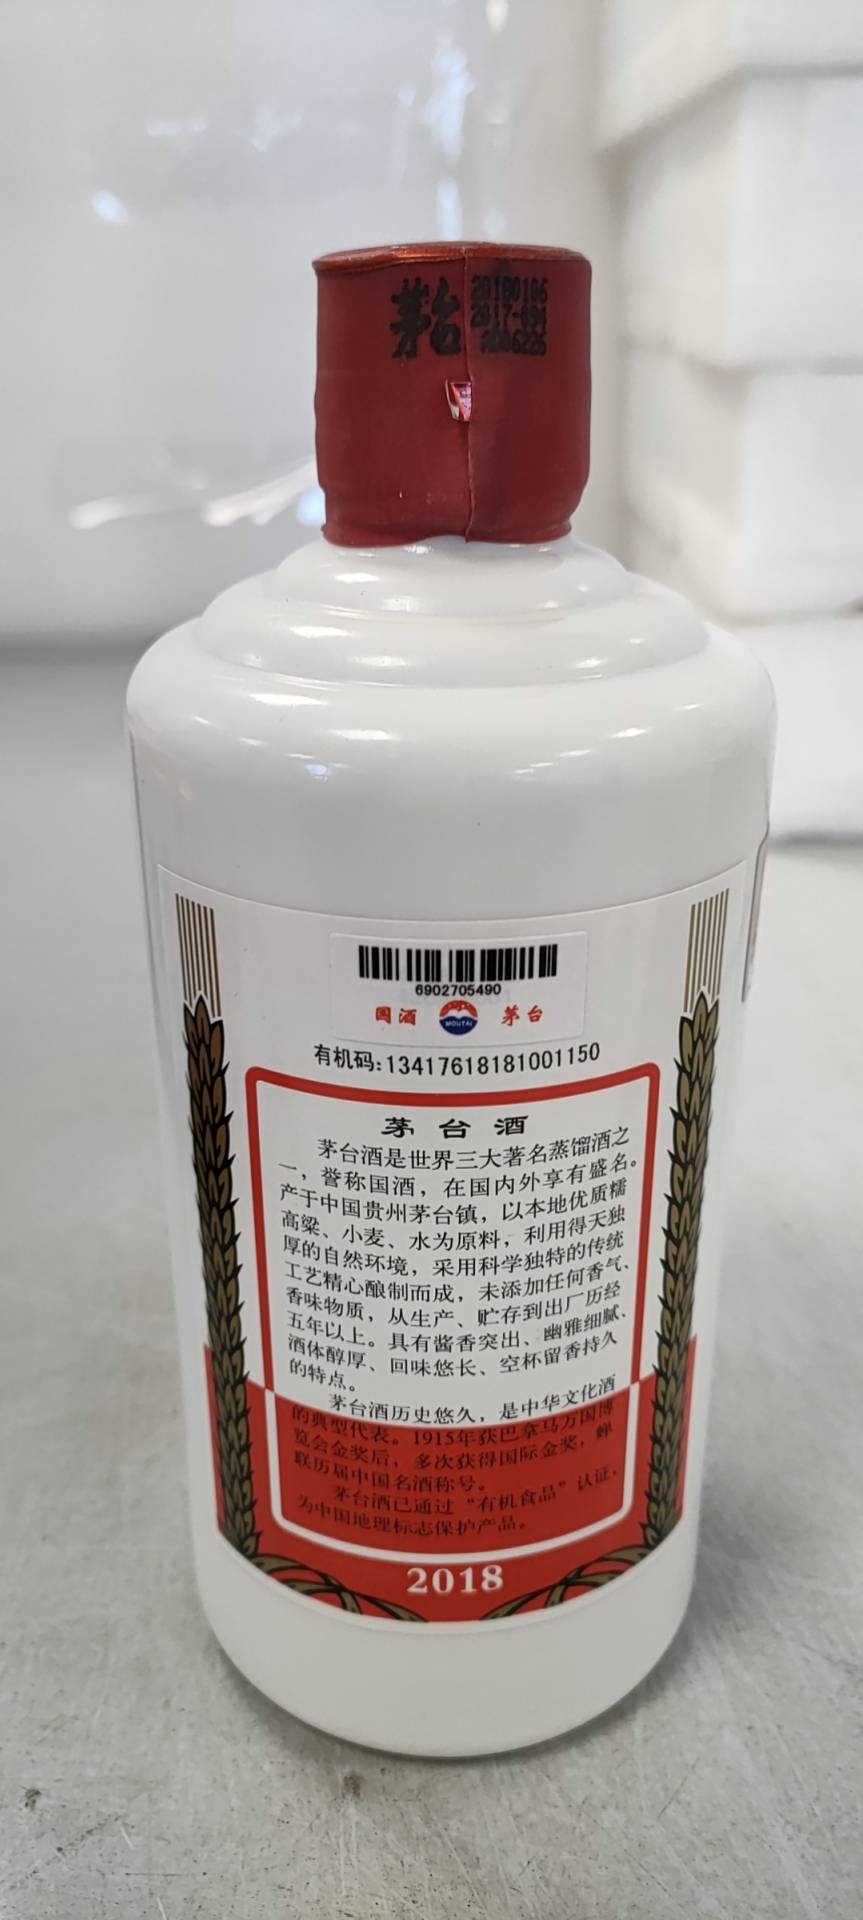 茅台
20180106
2017-094
6902705490
国酒
MOUTAI
茅台
有机码:13417618181001150
茅台酒
茅台酒是世界三大著名蒸馏酒之
一，誉称国酒，在国内外享有盛名。
产于中国贵州茅台镇，以本地优质糯
高粱、小麦、水为原料，利用得天独
厚的自然环境，采用科学独特的传统
工艺精心酿制而成，未添加任何香气、
香味物质，从生产、贮存到出厂历经
五年以上。具有酱香突出、幽雅细腻、
酒体醇厚、回味悠长、空杯留香持久
的特点。
茅台酒历史悠久，是中华文化酒
的典型代表。1915年获巴拿马万国博
览会金奖后，多次获得国际金奖，蝉
联历届中国名酒称号。
茅台酒已通过“有机食品”认证，
为中国地理标志保护产品。
2018